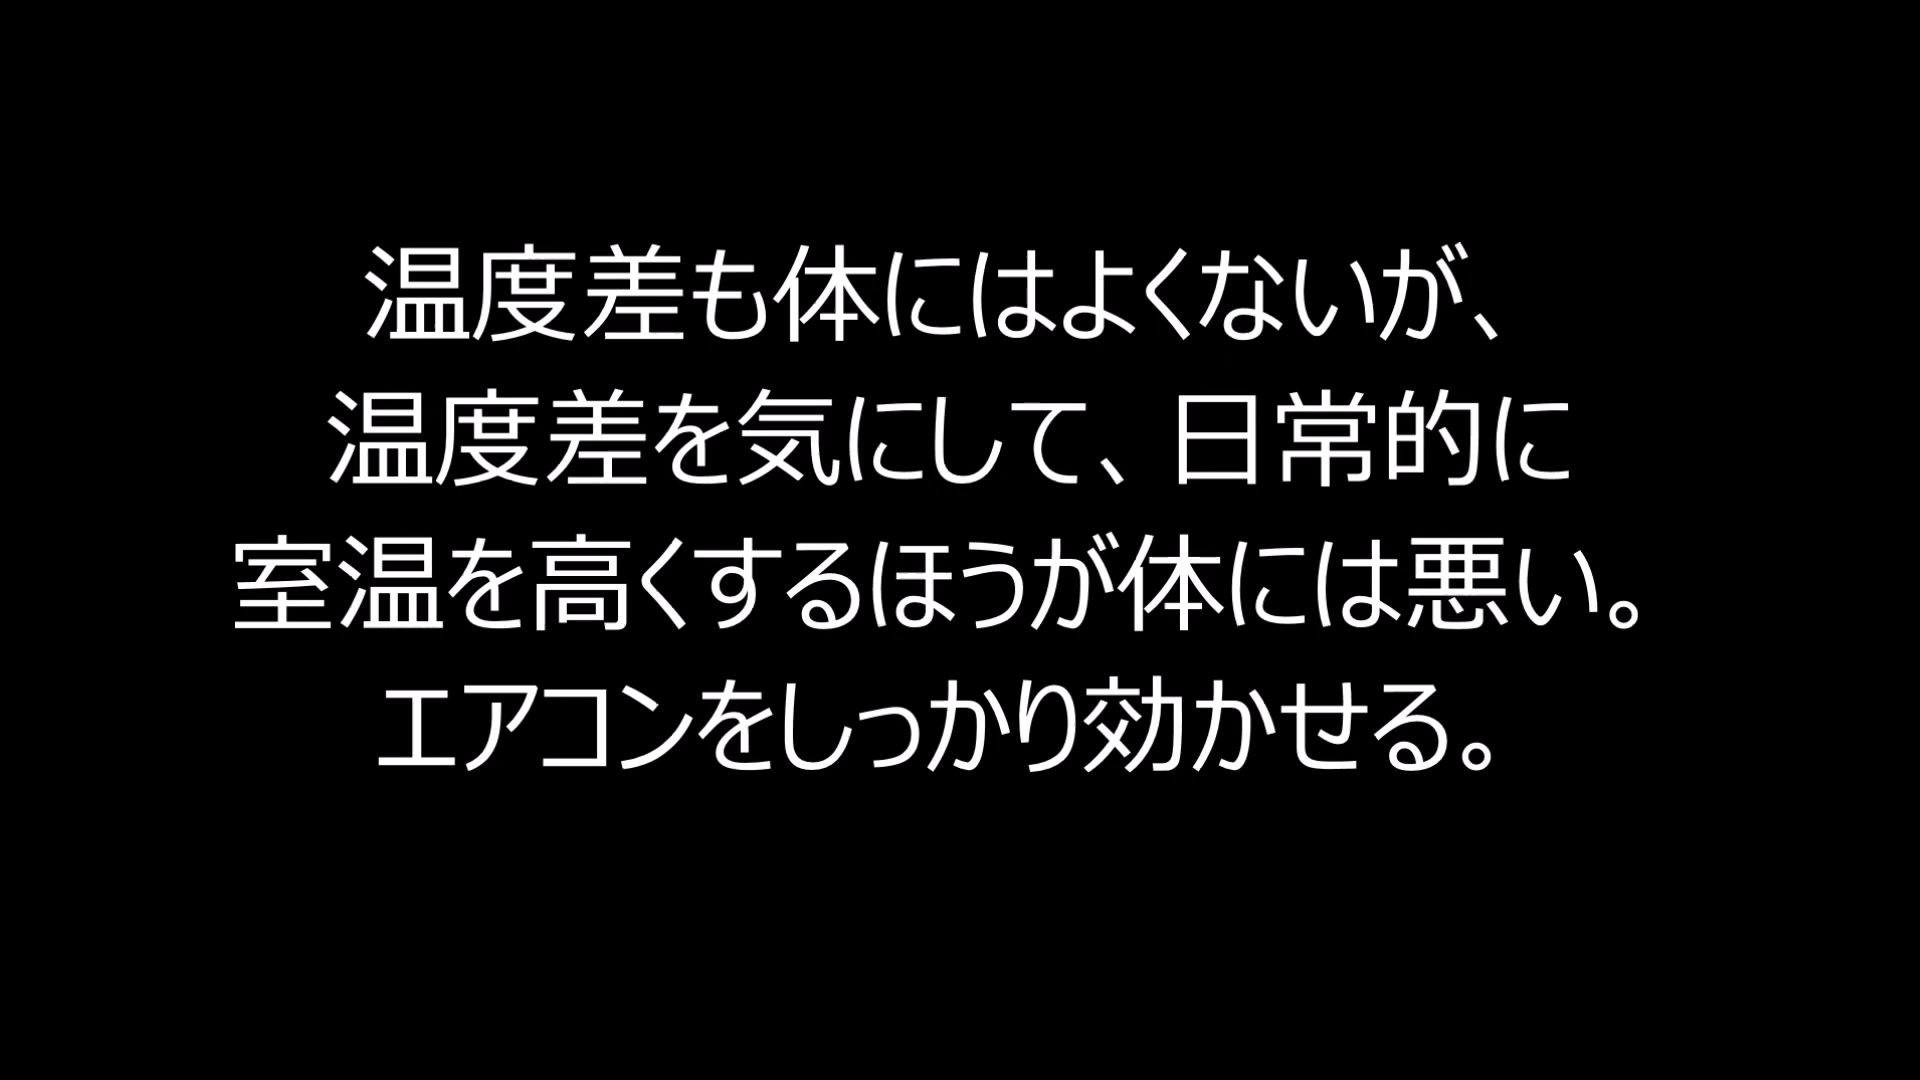 温度差も体にはよくないが、
温度差を気にして、日常的に
室温を高くするほうが体には悪い。
エアコンをしっかり効かせる。